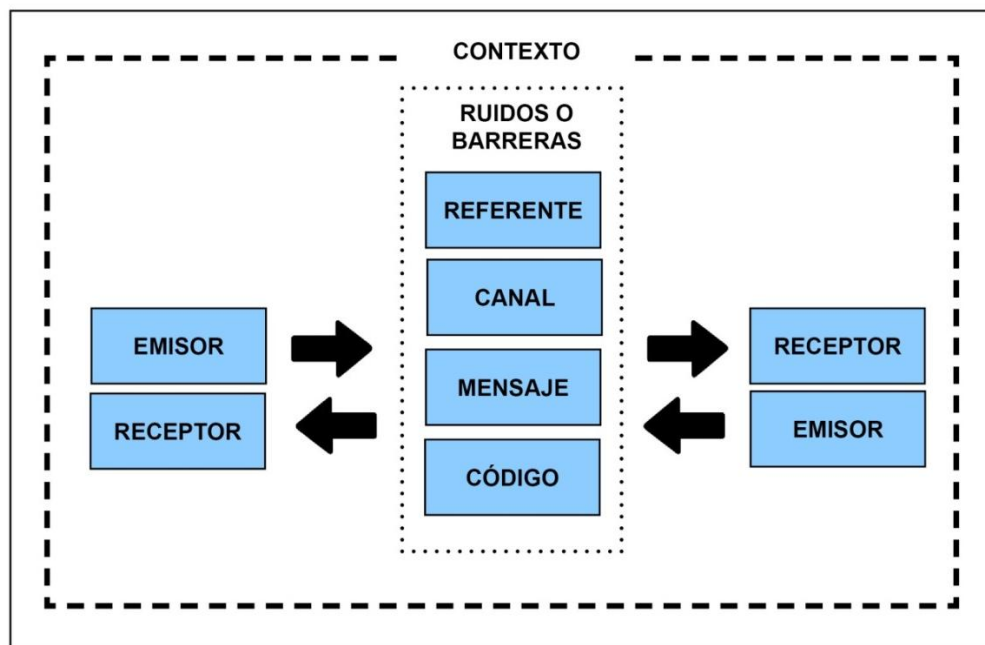 CONTEXTO
RUIDOS O
BARRERAS
REFERENTE
CANAL
MENSAJE
CÓDIGO
EMISOR
RECEPTOR
RECEPTOR
EMISOR